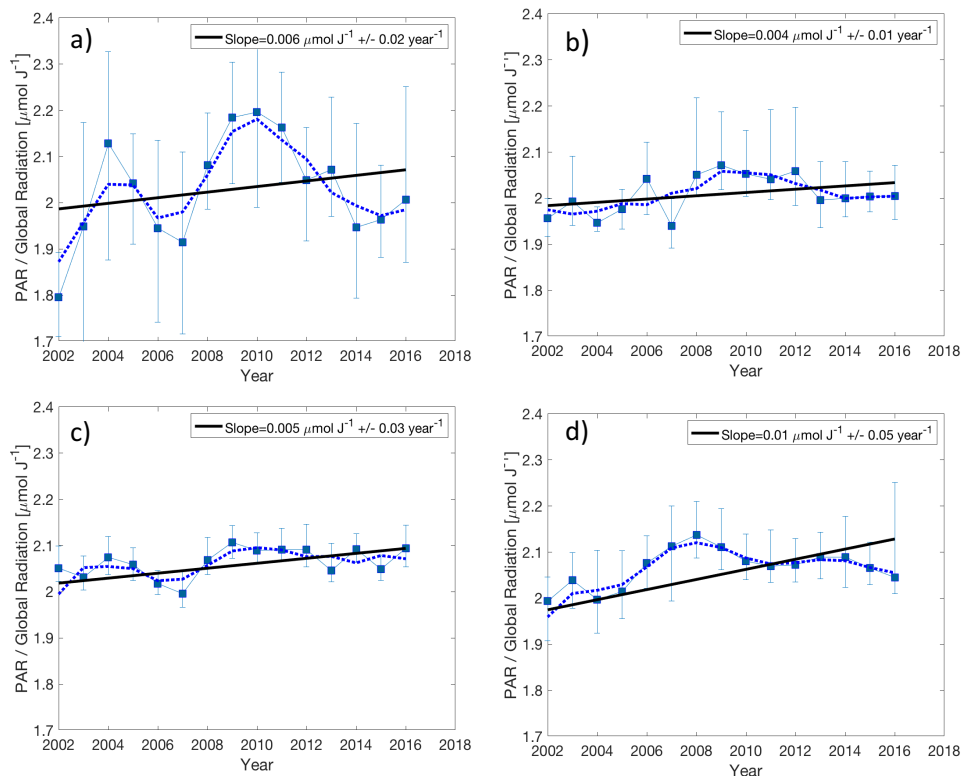 a)
Slope=0.006 μmol J⁻¹ +/- 0.02 year⁻¹
PAR / Global Radiation [μmol J⁻¹]
2.4
2.3
2.2
2.1
2
1.9
1.8
1.7
2002 2004 2006 2008 2010 2012 2014 2016 2018
Year
b)
Slope=0.004 μmol J⁻¹ +/- 0.01 year⁻¹
PAR / Global Radiation [μmol J⁻¹]
2.4
2.3
2.2
2.1
2
1.9
1.8
1.7
2002 2004 2006 2008 2010 2012 2014 2016 2018
Year
c)
Slope=0.005 μmol J⁻¹ +/- 0.03 year⁻¹
PAR / Global Radiation [μmol J⁻¹]
2.4
2.3
2.2
2.1
2
1.9
1.8
1.7
2002 2004 2006 2008 2010 2012 2014 2016 2018
Year
d)
Slope=0.01 μmol J⁻¹ +/- 0.05 year⁻¹
PAR / Global Radiation [μmol J⁻¹]
2.4
2.3
2.2
2.1
2
1.9
1.8
1.7
2002 2004 2006 2008 2010 2012 2014 2016 2018
Year